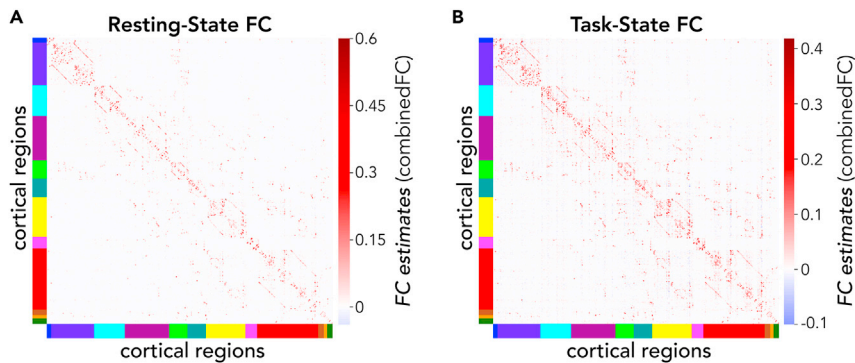 A
Resting-State FC
cortical regions
cortical regions
0.6
0.45
0.3
0.15
0
FC estimates (combinedFC)
B
Task-State FC
cortical regions
cortical regions
0.4
0.3
0.2
0.1
0
-0.1
FC estimates (combinedFC)